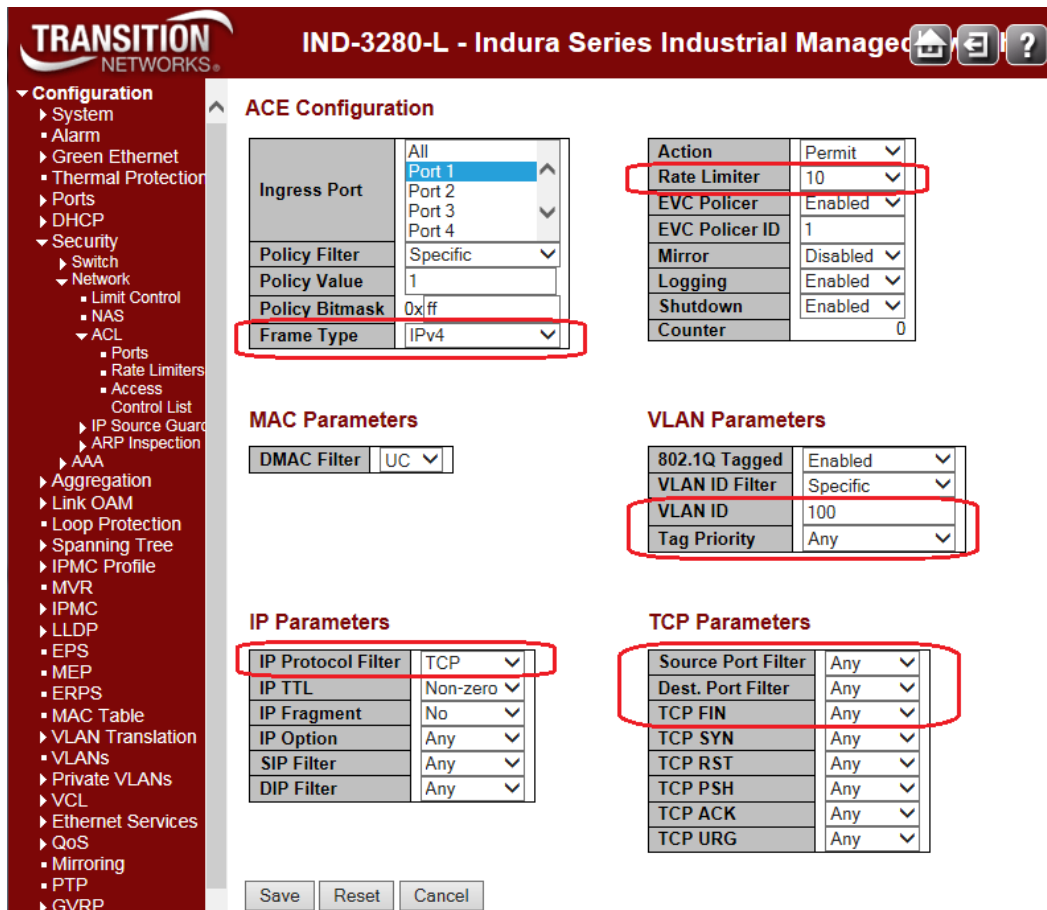 TRANSITION
NETWORKS®
IND-3280-L - Indura Series Industrial Managed
?
Configuration
System
Alarm
Green Ethernet
Thermal Protection
Ports
DHCP
Security
Switch
Network
Limit Control
NAS
ACL
Ports
Rate Limiters
Access
Control List
IP Source Guard
ARP Inspection
AAA
Aggregation
Link OAM
Loop Protection
Spanning Tree
IPMC Profile
MVR
IPMC
LLDP
EPS
MEP
ERPS
MAC Table
VLAN Translation
VLANs
Private VLANs
VCL
Ethernet Services
QoS
Mirroring
PTP
GVRP
ACE Configuration
Ingress Port
All
Port 1
Port 2
Port 3
Port 4
Policy Filter Specific
Policy Value 1
Policy Bitmask 0x ff
Frame Type IPv4
Action Permit
Rate Limiter 10
EVC Policer Enabled
EVC Policer ID 1
Mirror Disabled
Logging Enabled
Shutdown Enabled
Counter 0
MAC Parameters
DMAC Filter UC
VLAN Parameters
802.1Q Tagged Enabled
VLAN ID Filter Specific
VLAN ID 100
Tag Priority Any
IP Parameters
IP Protocol Filter TCP
IP TTL Non-zero
IP Fragment No
IP Option Any
SIP Filter Any
DIP Filter Any
TCP Parameters
Source Port Filter Any
Dest. Port Filter Any
TCP FIN Any
TCP SYN Any
TCP RST Any
TCP PSH Any
TCP ACK Any
TCP URG Any
Save Reset Cancel